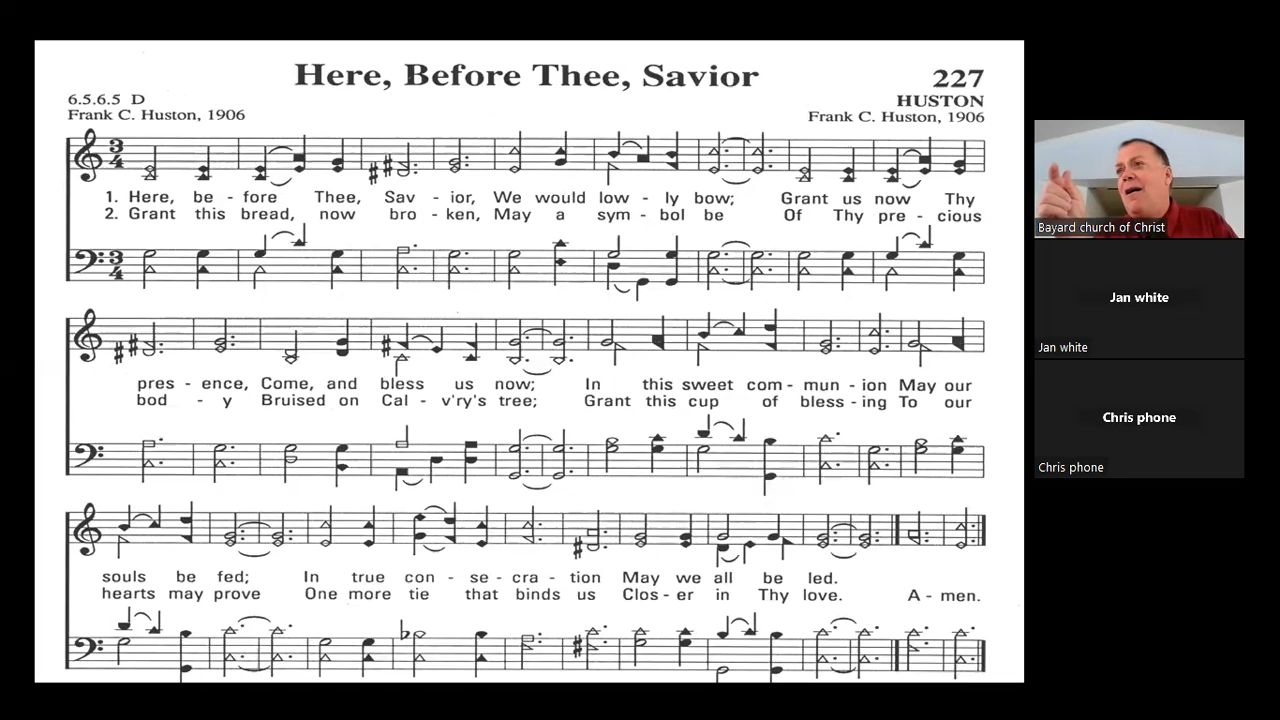 Here, Before Thee, Savior
227
6.5.6.5 D
HUSTON
Frank C. Huston, 1906
Frank C. Huston, 1906
3
4
1. Here, be - fore Thee, Sav - ior, We would low - ly bow; Grant us now Thy
2. Grant this bread, now bro - ken, May a sym - bol be Of Thy pre - cious
3
4
pres - ence, Come, and bless us now; In this sweet com - mun - ion May our
bod - y Bruised on Cal - v'ry's tree; Grant this cup of bless - ing To our
souls be fed; In true con - se - cra - tion May we all be led.
hearts may prove One more tie that binds us Clos - er in Thy love. A - men.
Bayard church of Christ
Jan white
Jan white
Chris phone
Chris phone